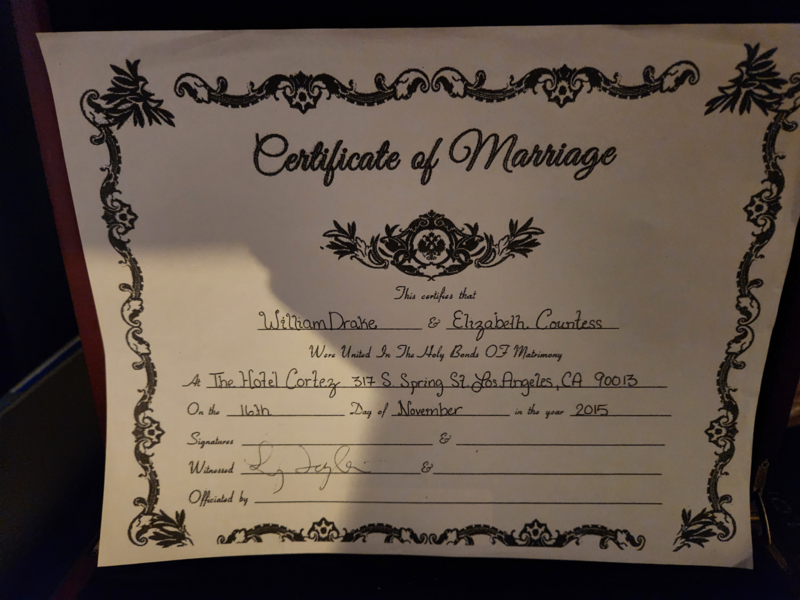 Certificate of Marriage
This certifies that
William Drake & Elizabeth Countess
Were United In The Holy Bonds OF Matrimony
At The Hotel Cortez 317 S. Spring St. Los Angeles, CA 90013
On the 16th Day of November in the year 2015
Signatures &
Witnessed Liz Taylor &
Officiated by